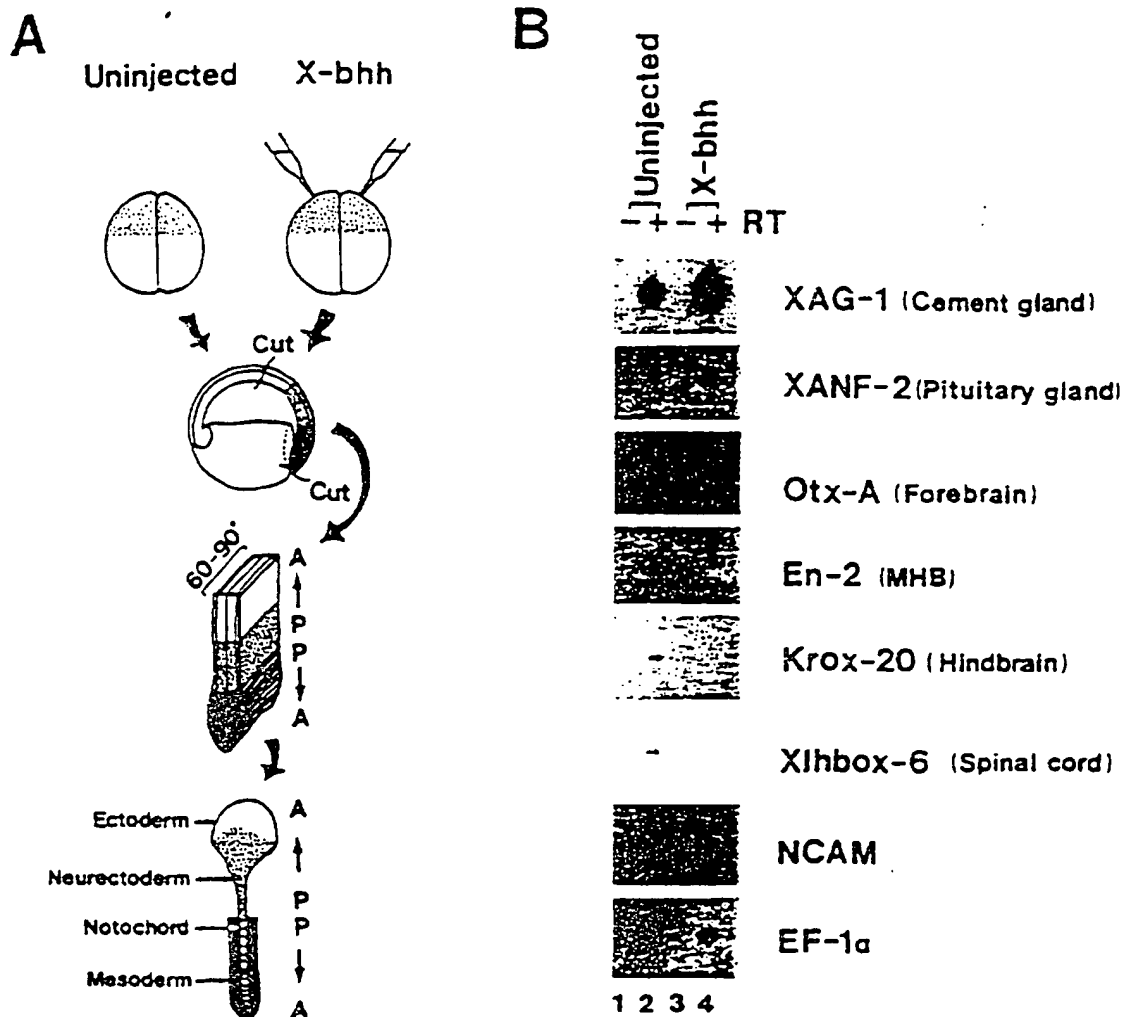 A
Uninjected X-bhh
Cut
Cut
60-90°
A
P
P
A
Ectoderm
Neurectoderm
Notochord
Mesoderm
A
P
P
A
B
Uninjected
X-bhh
- + - + RT
XAG-1 (Cement gland)
XANF-2 (Pituitary gland)
Otx-A (Forebrain)
En-2 (MHB)
Krox-20 (Hindbrain)
Xlhbox-6 (Spinal cord)
NCAM
EF-1α
1 2 3 4